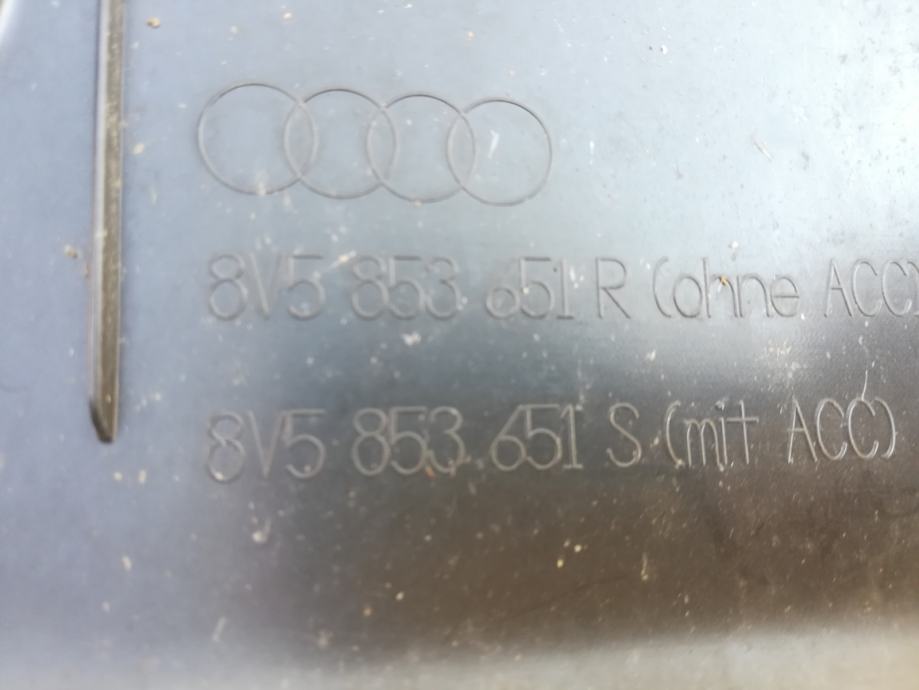 8V5 853 651 R (ohne ACC)
8V5 853 651 S (mit ACC)